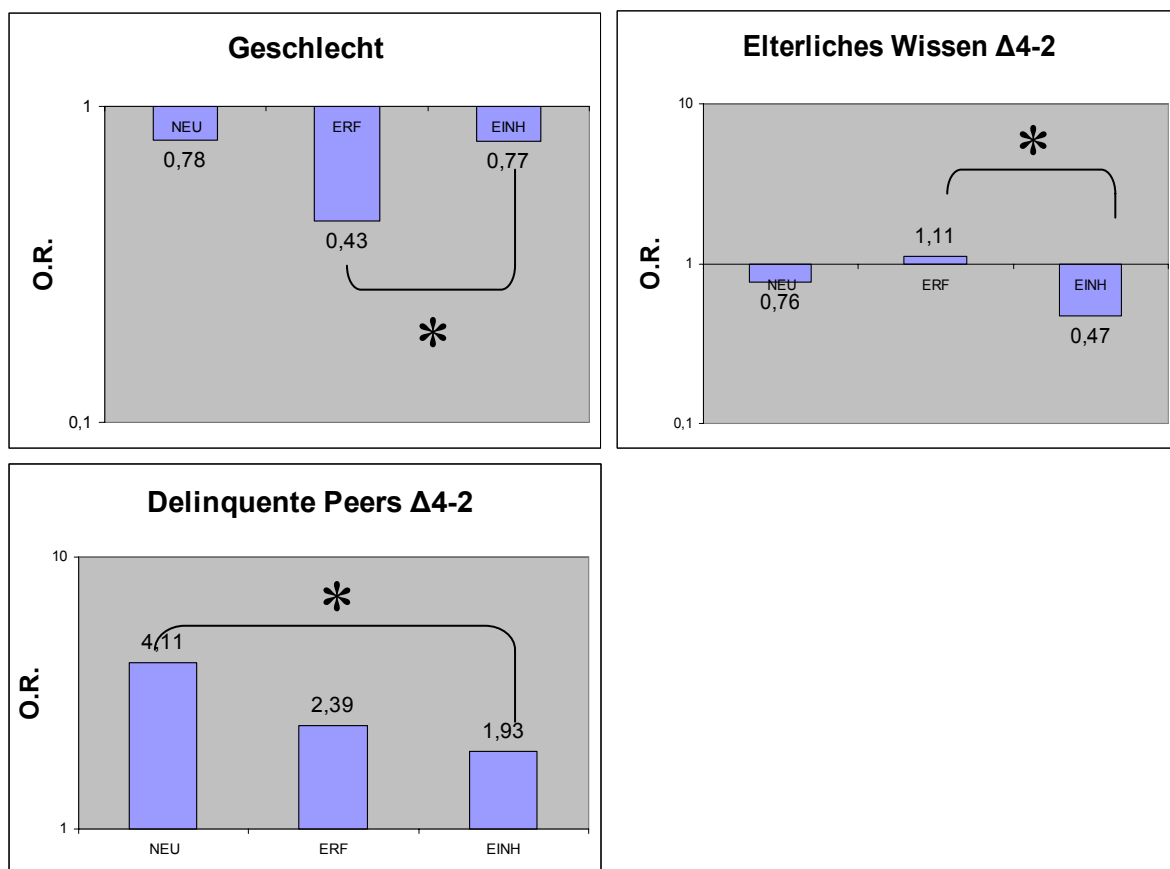 Geschlecht
O.R.
1
NEU
ERF
EINH
0,78
0,43
0,77
*
0,1
Elterliches Wissen Δ4-2
O.R.
10
*
1,11
1
NEU
ERF
EINH
0,76
0,47
0,1
Delinquente Peers Δ4-2
O.R.
10
*
4,11
2,39
1,93
1
NEU
ERF
EINH